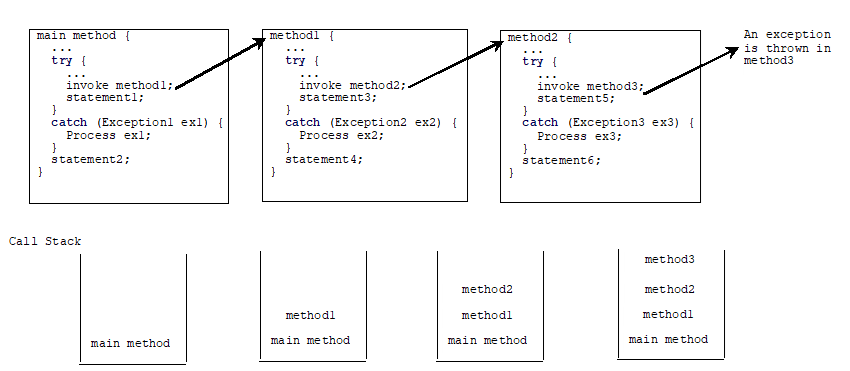 main method {
...
try {
...
invoke method1;
statement1;
}
catch (Exception1 ex1) {
Process ex1;
}
statement2;
}
method1 {
...
try {
...
invoke method2;
statement3;
}
catch (Exception2 ex2) {
Process ex2;
}
statement4;
}
method2 {
...
try {
...
invoke method3;
statement5;
}
catch (Exception3 ex3) {
Process ex3;
}
statement6;
}
An exception
is thrown in
method3
Call Stack
main method
method1
main method
method2
method1
main method
method3
method2
method1
main method